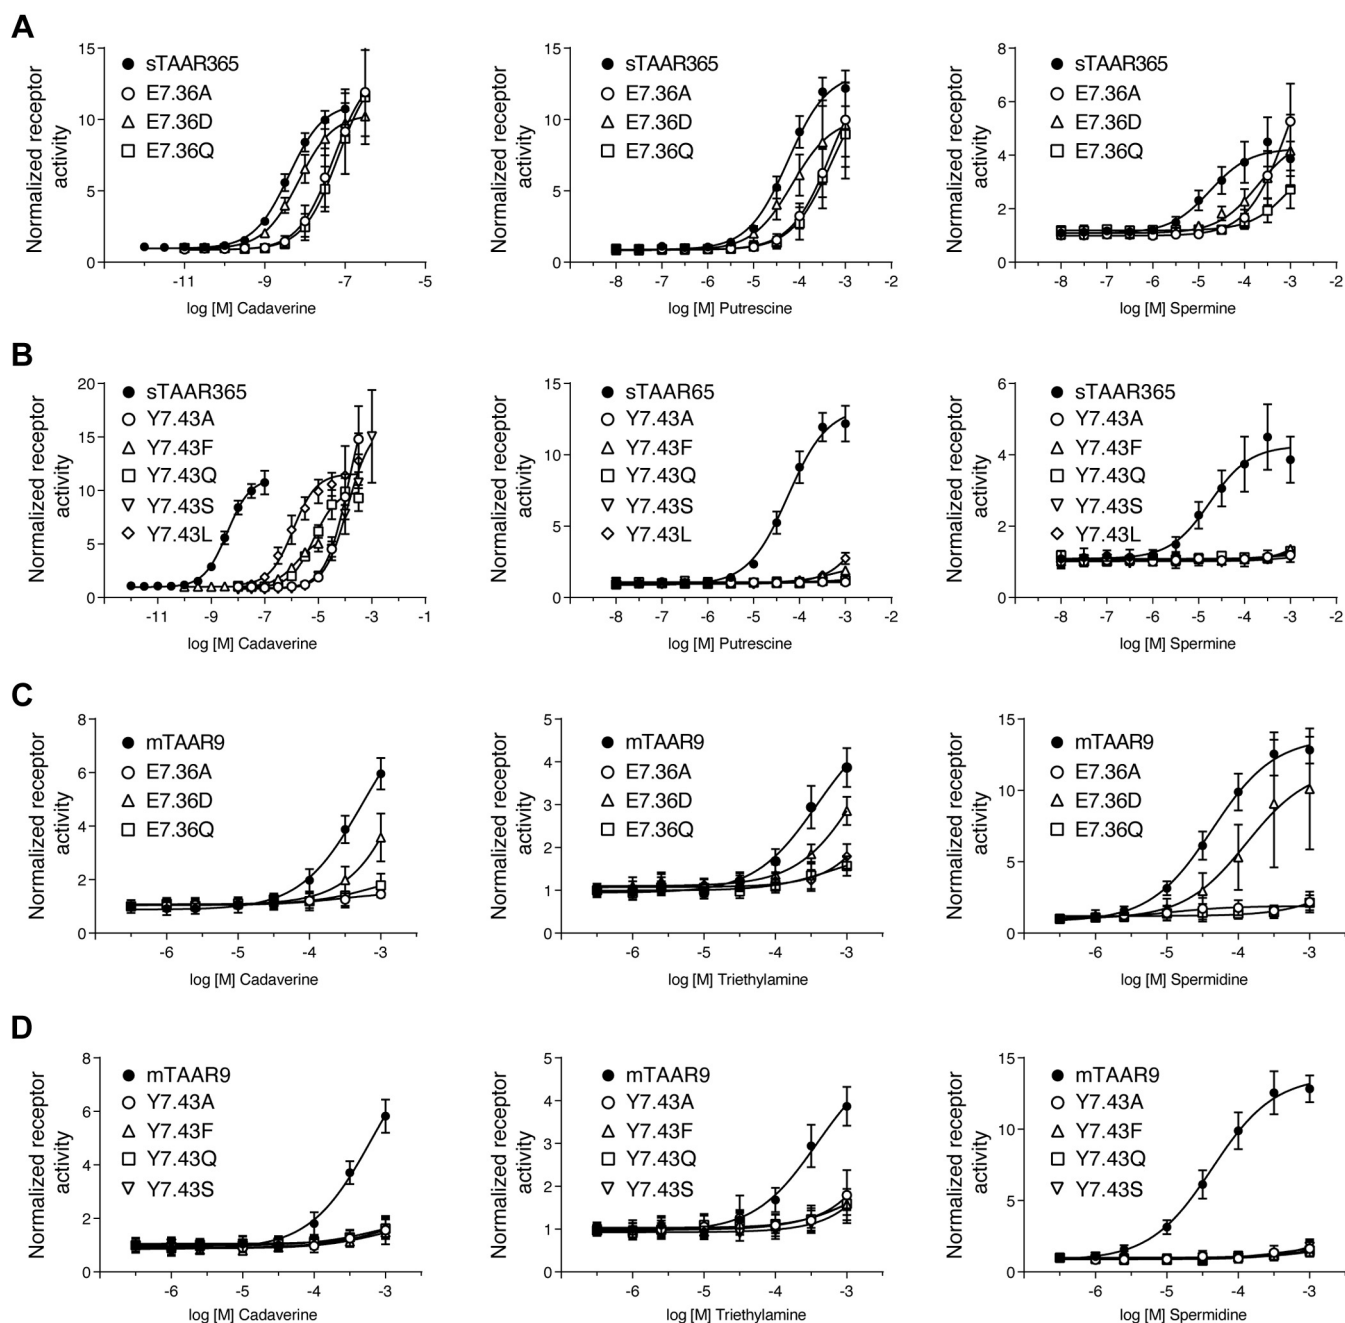 A
Normalized receptor
activity
15
10
5
0
sTAAR365
E7.36A
E7.36D
E7.36Q
-11
-9
-7
-5
log [M] Cadaverine
Normalized receptor
activity
15
10
5
0
sTAAR365
E7.36A
E7.36D
E7.36Q
-8
-7
-6
-5
-4
-3
-2
log [M] Putrescine
Normalized receptor
activity
8
6
4
2
0
sTAAR365
E7.36A
E7.36D
E7.36Q
-8
-7
-6
-5
-4
-3
-2
log [M] Spermine
B
Normalized receptor
activity
20
15
10
5
0
sTAAR365
Y7.43A
Y7.43F
Y7.43Q
Y7.43S
Y7.43L
-11
-9
-7
-5
-3
-1
log [M] Cadaverine
Normalized receptor
activity
15
10
5
0
sTAAR65
Y7.43A
Y7.43F
Y7.43Q
Y7.43S
Y7.43L
-8
-7
-6
-5
-4
-3
-2
log [M] Putrescine
Normalized receptor
activity
6
4
2
0
sTAAR365
Y7.43A
Y7.43F
Y7.43Q
Y7.43S
Y7.43L
-8
-7
-6
-5
-4
-3
-2
log [M] Spermine
C
Normalized receptor
activity
8
6
4
2
0
mTAAR9
E7.36A
E7.36D
E7.36Q
-6
-5
-4
-3
log [M] Cadaverine
Normalized receptor
activity
5
4
3
2
1
0
mTAAR9
E7.36A
E7.36D
E7.36Q
-6
-5
-4
-3
log [M] Triethylamine
Normalized receptor
activity
15
10
5
0
mTAAR9
E7.36A
E7.36D
E7.36Q
-6
-5
-4
-3
log [M] Spermidine
D
Normalized receptor
activity
8
6
4
2
0
mTAAR9
Y7.43A
Y7.43F
Y7.43Q
Y7.43S
-6
-5
-4
-3
log [M] Cadaverine
Normalized receptor
activity
5
4
3
2
1
0
mTAAR9
Y7.43A
Y7.43F
Y7.43Q
Y7.43S
-6
-5
-4
-3
log [M] Triethylamine
Normalized receptor
activity
15
10
5
0
mTAAR9
Y7.43A
Y7.43F
Y7.43Q
Y7.43S
-6
-5
-4
-3
log [M] Spermidine